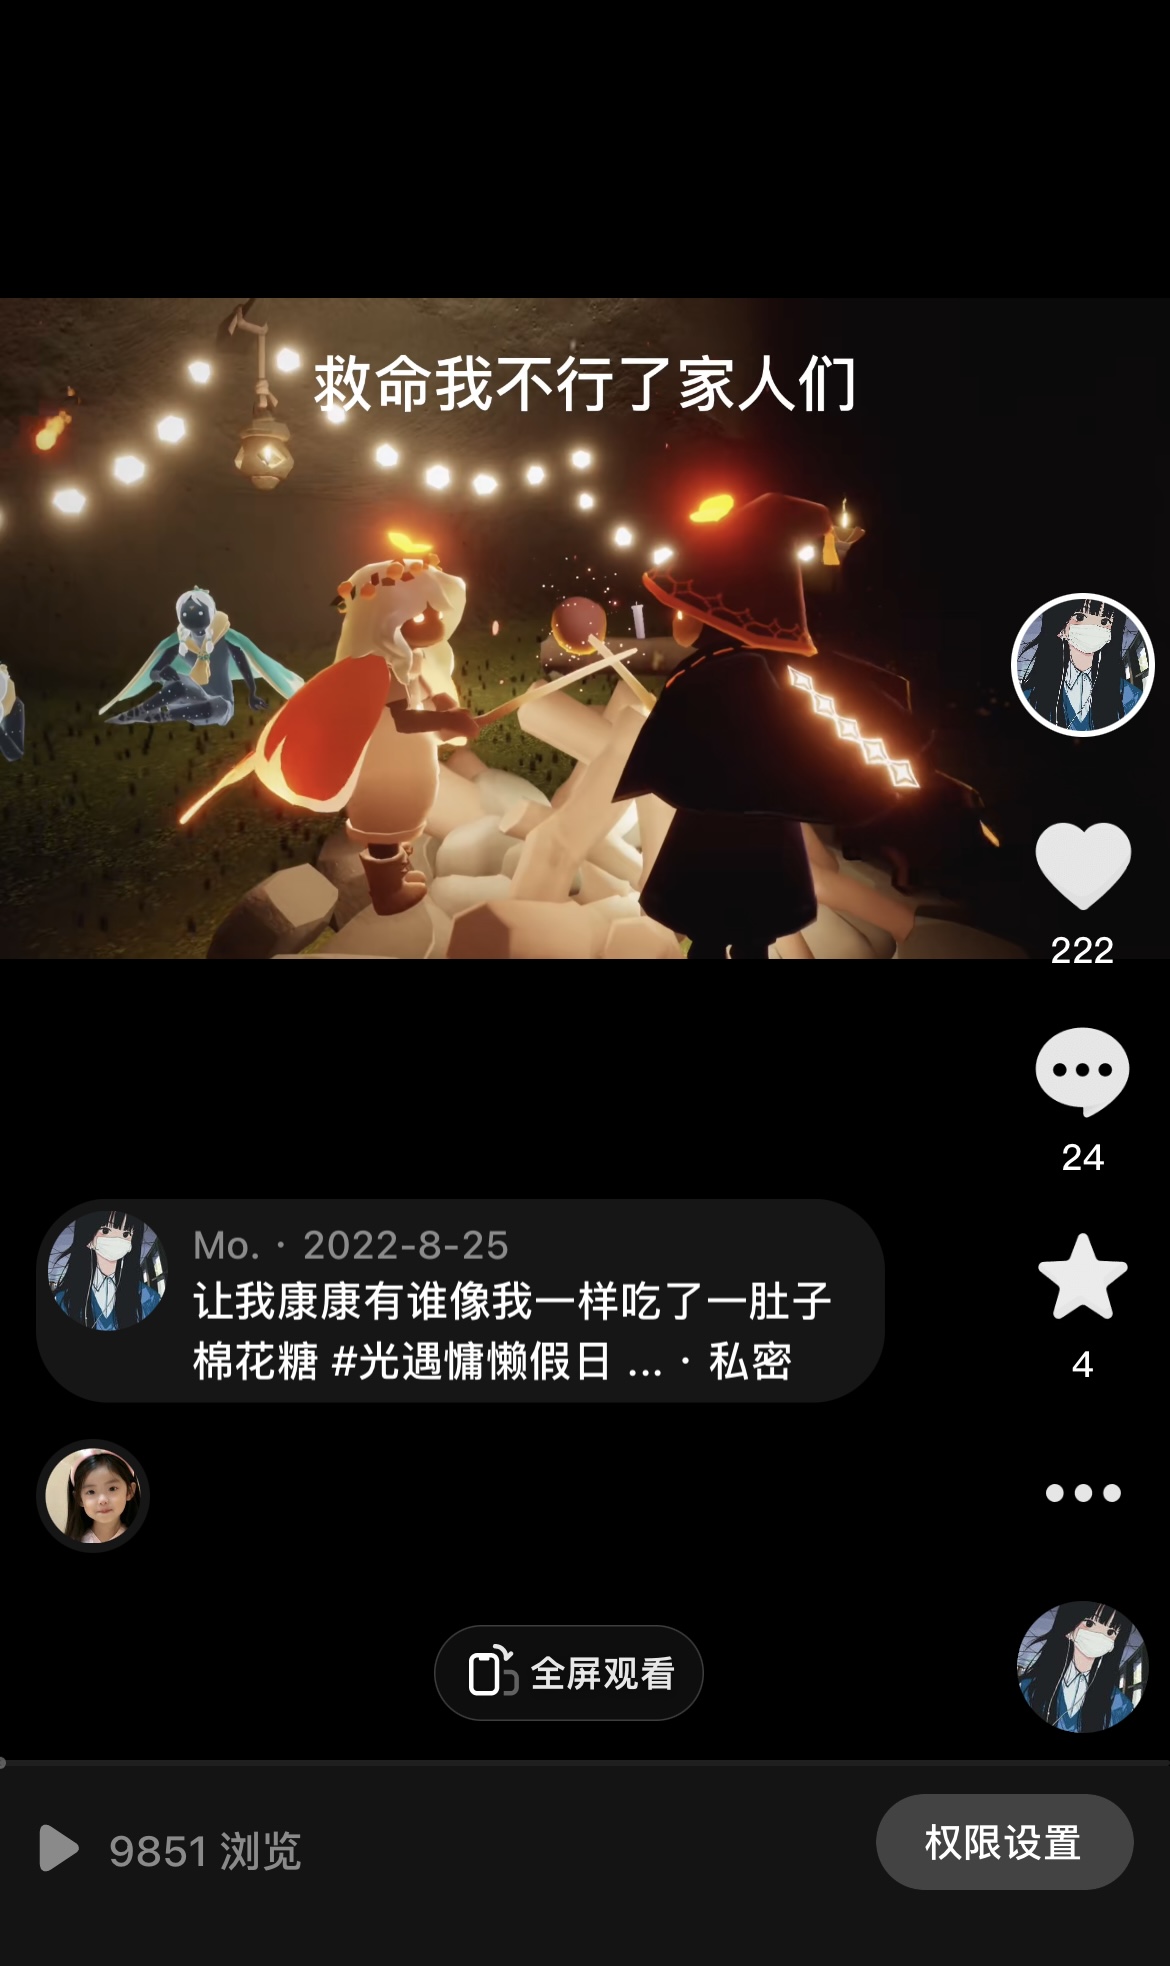 救命我不行了家人们
222
24
Mo. · 2022-8-25
让我康康有谁像我一样吃了一肚子
棉花糖 #光遇慵懒假日 ... · 私密
4
全屏观看
9851 浏览
权限设置